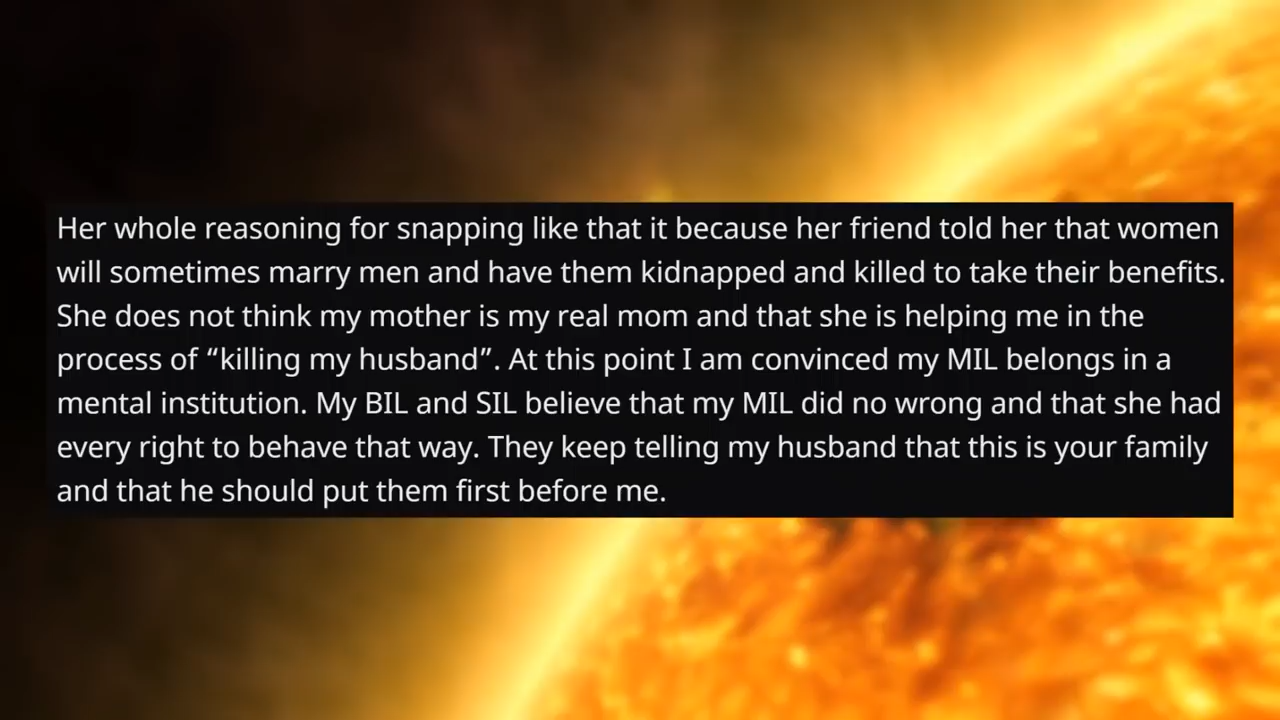 Her whole reasoning for snapping like that it because her friend told her that women
will sometimes marry men and have them kidnapped and killed to take their benefits.
She does not think my mother is my real mom and that she is helping me in the
process of “killing my husband”. At this point I am convinced my MIL belongs in a
mental institution. My BIL and SIL believe that my MIL did no wrong and that she had
every right to behave that way. They keep telling my husband that this is your family
and that he should put them first before me.